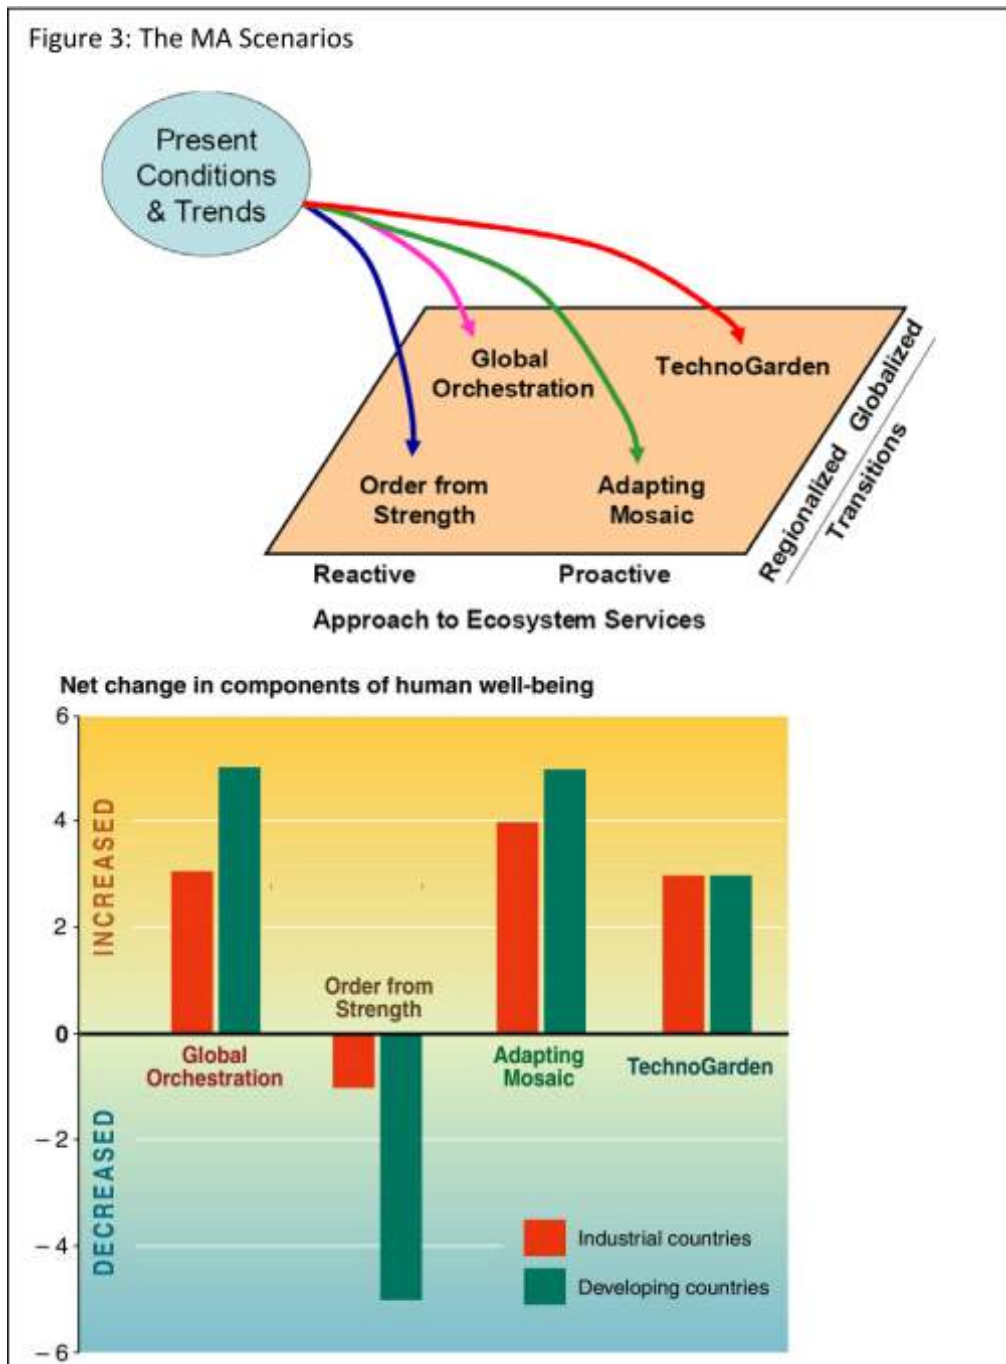 Figure 3: The MA Scenarios
Present
Conditions
& Trends
Global
Orchestration
TechnoGarden
Order from
Strength
Adapting
Mosaic
Regionalized Globalized
Transitions
Reactive
Proactive
Approach to Ecosystem Services
Net change in components of human well-being
6
4
2
0
– 2
– 4
– 6
INCREASED
DECREASED
Global
Orchestration
Order from
Strength
Adapting
Mosaic
TechnoGarden
Industrial countries
Developing countries